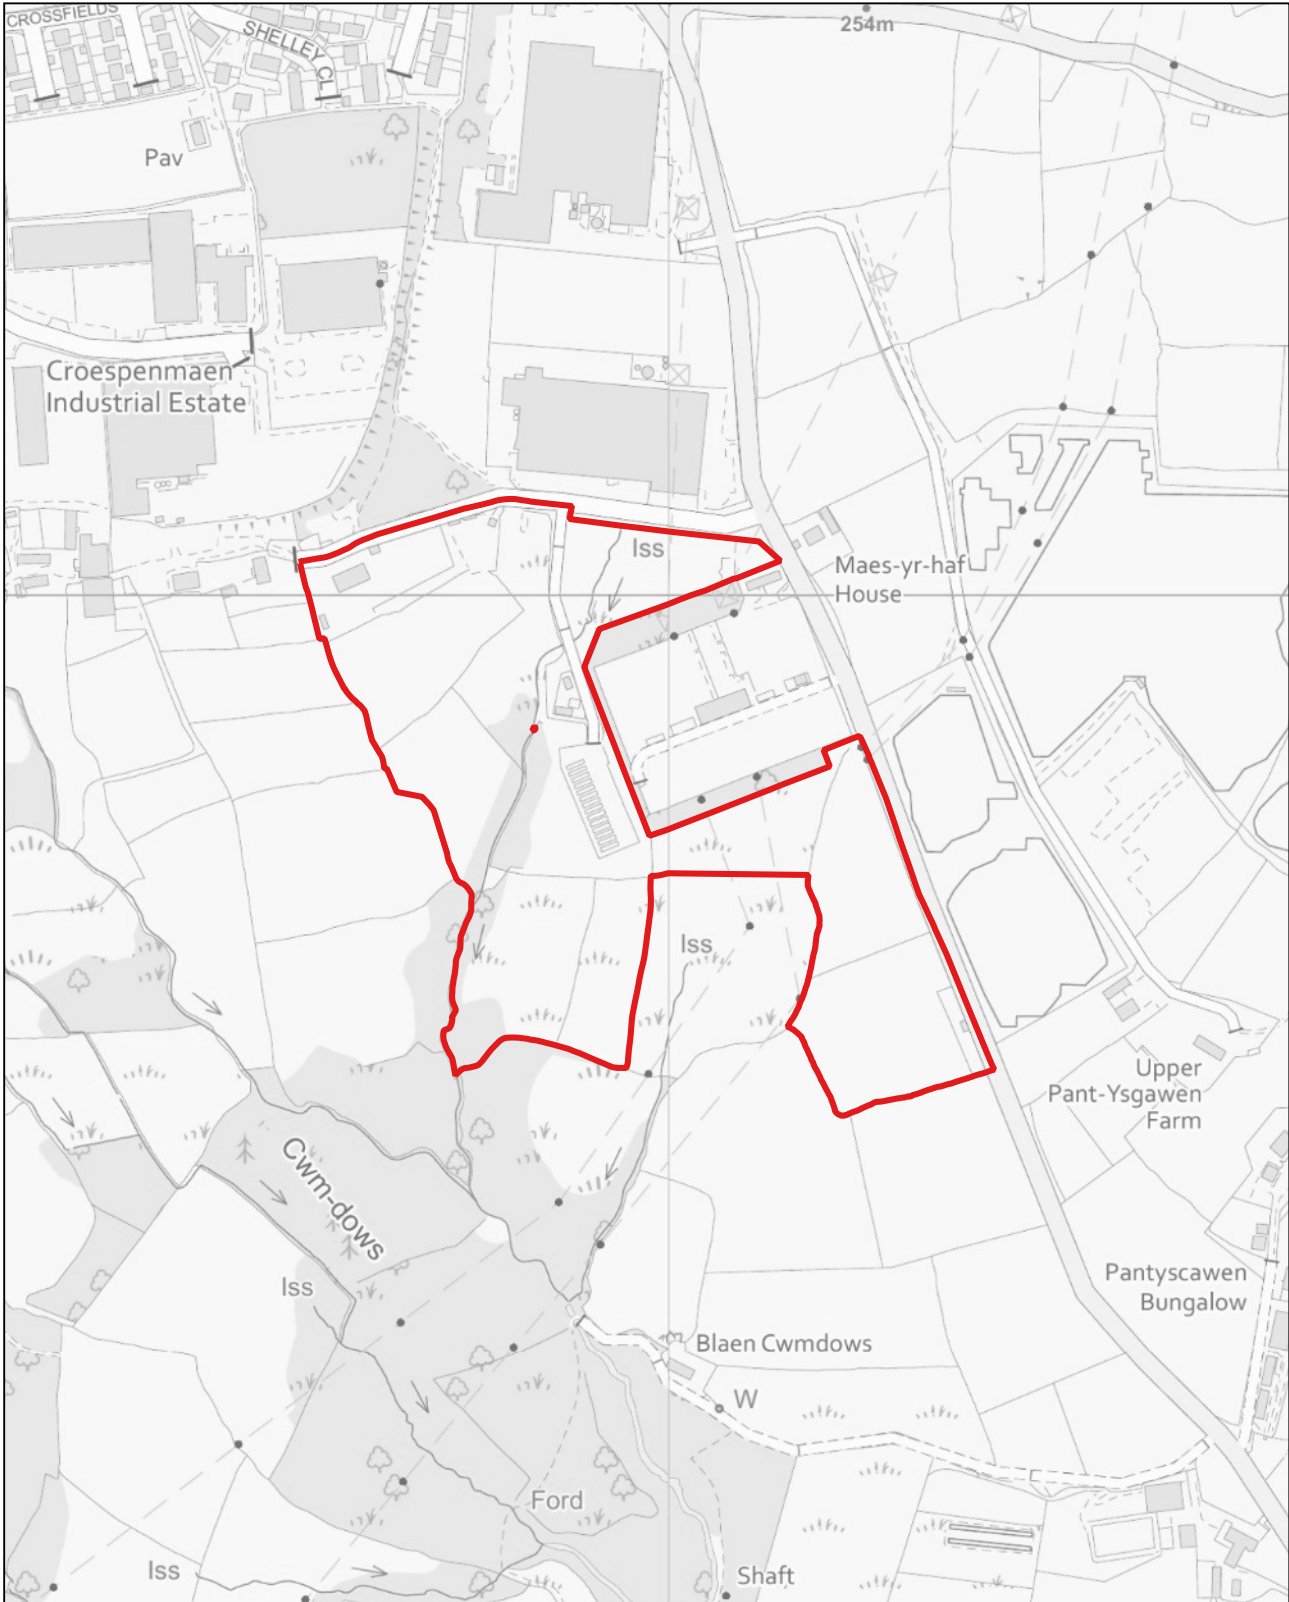 CROSSFIELDS
SHELLEY CL
254m
Pav
Croespenmaen
Industrial Estate
Iss
Maes-yr-haf
House
Iss
Upper
Pant-Ysgawen
Farm
Cwm-dows
Iss
Pantyscawen
Bungalow
Blaen Cwmdows
W
Ford
Iss
Shaft